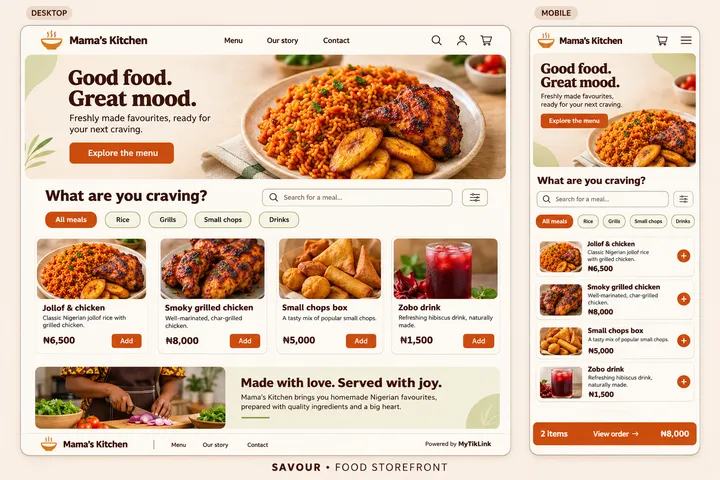 DESKTOP
Mama's Kitchen
Menu
Our story
Contact
Good food.
Great mood.
Freshly made favourites, ready for
your next craving.
Explore the menu
What are you craving?
Search for a meal...
All meals
Rice
Grills
Small chops
Drinks
Jollof & chicken
Classic Nigerian jollof rice with
grilled chicken.
₦6,500
Add
Smoky grilled chicken
Well-marinated, char-grilled
chicken.
₦8,000
Add
Small chops box
A tasty mix of popular small chops.
₦5,000
Add
Zobo drink
Refreshing hibiscus drink, naturally
made.
₦1,500
Add
Made with love. Served with joy.
Mama's Kitchen brings you homemade Nigerian favourites,
prepared with quality ingredients and a big heart.
Mama's Kitchen
Menu
Our story
Contact
Powered by MyTikLink
MOBILE
Mama's Kitchen
Good food.
Great mood.
Freshly made favourites,
ready for your next craving.
Explore the menu
What are you craving?
Search for a meal...
All meals
Rice
Grills
Small chops
Drinks
Jollof & chicken
Classic Nigerian jollof rice
with grilled chicken.
₦6,500
Smoky grilled chicken
Well-marinated, char-grilled
chicken.
₦8,000
Small chops box
A tasty mix of popular small chops.
₦5,000
Zobo drink
Refreshing hibiscus drink,
naturally made.
₦1,500
2 items
View order →
₦8,000
SAVOUR • FOOD STOREFRONT